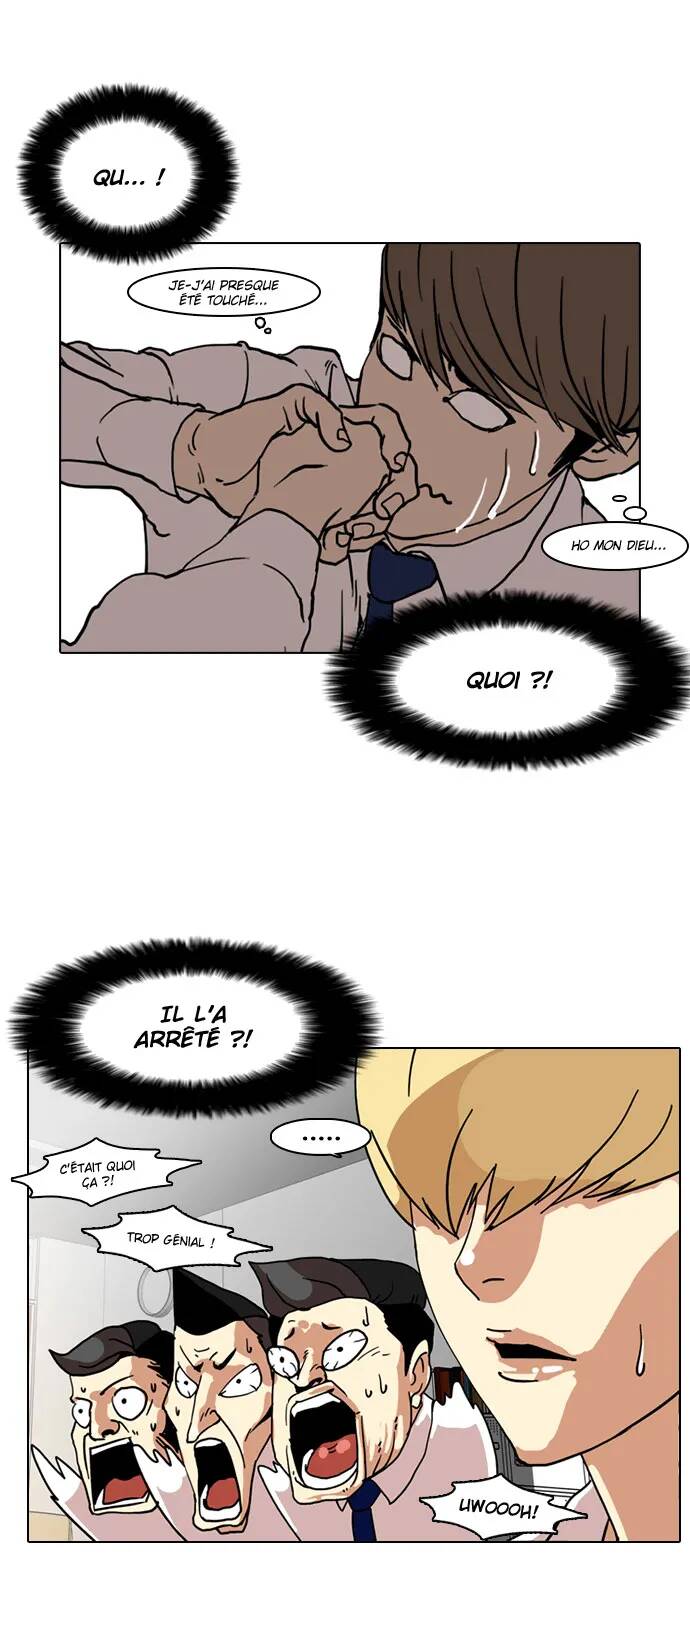 QU... !
JE-J'AI PRESQUE
ÉTÉ TOUCHÉ...
HO MON DIEU...
QUOI ?!
IL L'A
ARRÊTÉ ?!
.....
C'ÉTAIT QUOI
ÇA ?!
TROP GÉNIAL !
UWOOOH!